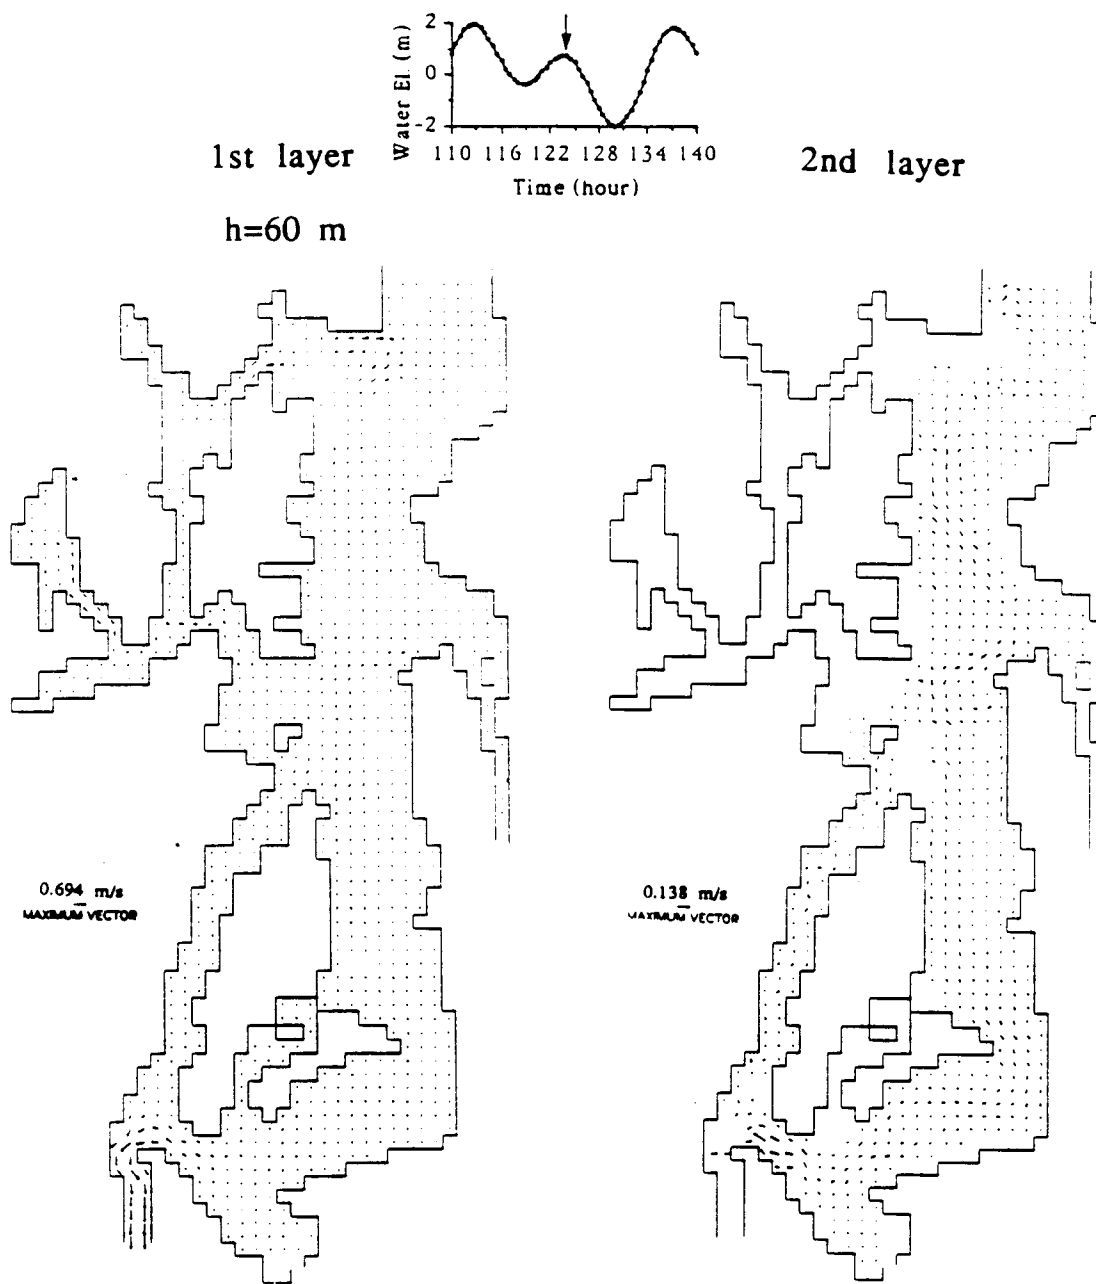 2
0
-2
Water El. (m)
110 116 122 128 134 140
Time (hour)
1st layer
2nd layer
h=60 m
0.694 m/s
MAXIMUM VECTOR
0.138 m/s
MAXIMUM VECTOR